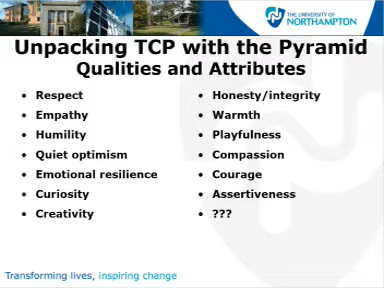 THE UNIVERSITY OF
NORTHAMPTON
Unpacking TCP with the Pyramid
Qualities and Attributes
• Respect
• Empathy
• Humility
• Quiet optimism
• Emotional resilience
• Curiosity
• Creativity
• Honesty/integrity
• Warmth
• Playfulness
• Compassion
• Courage
• Assertiveness
• ???
Transforming lives, inspiring change